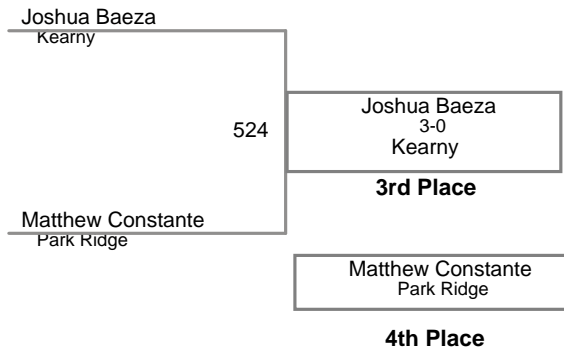 Joshua Baeza
Kearny
524
Joshua Baeza
3-0
Kearny
3rd Place
Matthew Constante
Park Ridge
Matthew Constante
Park Ridge
4th Place